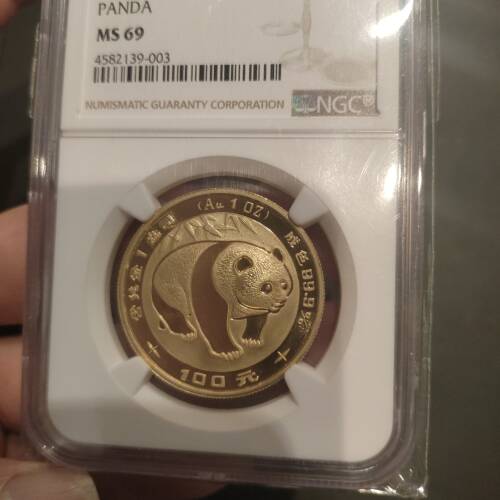 PANDA
MS 69
4582139-003
NUMISMATIC GUARANTY CORPORATION
NGC®
(Au 1 OZ)
成色99.9%
100元